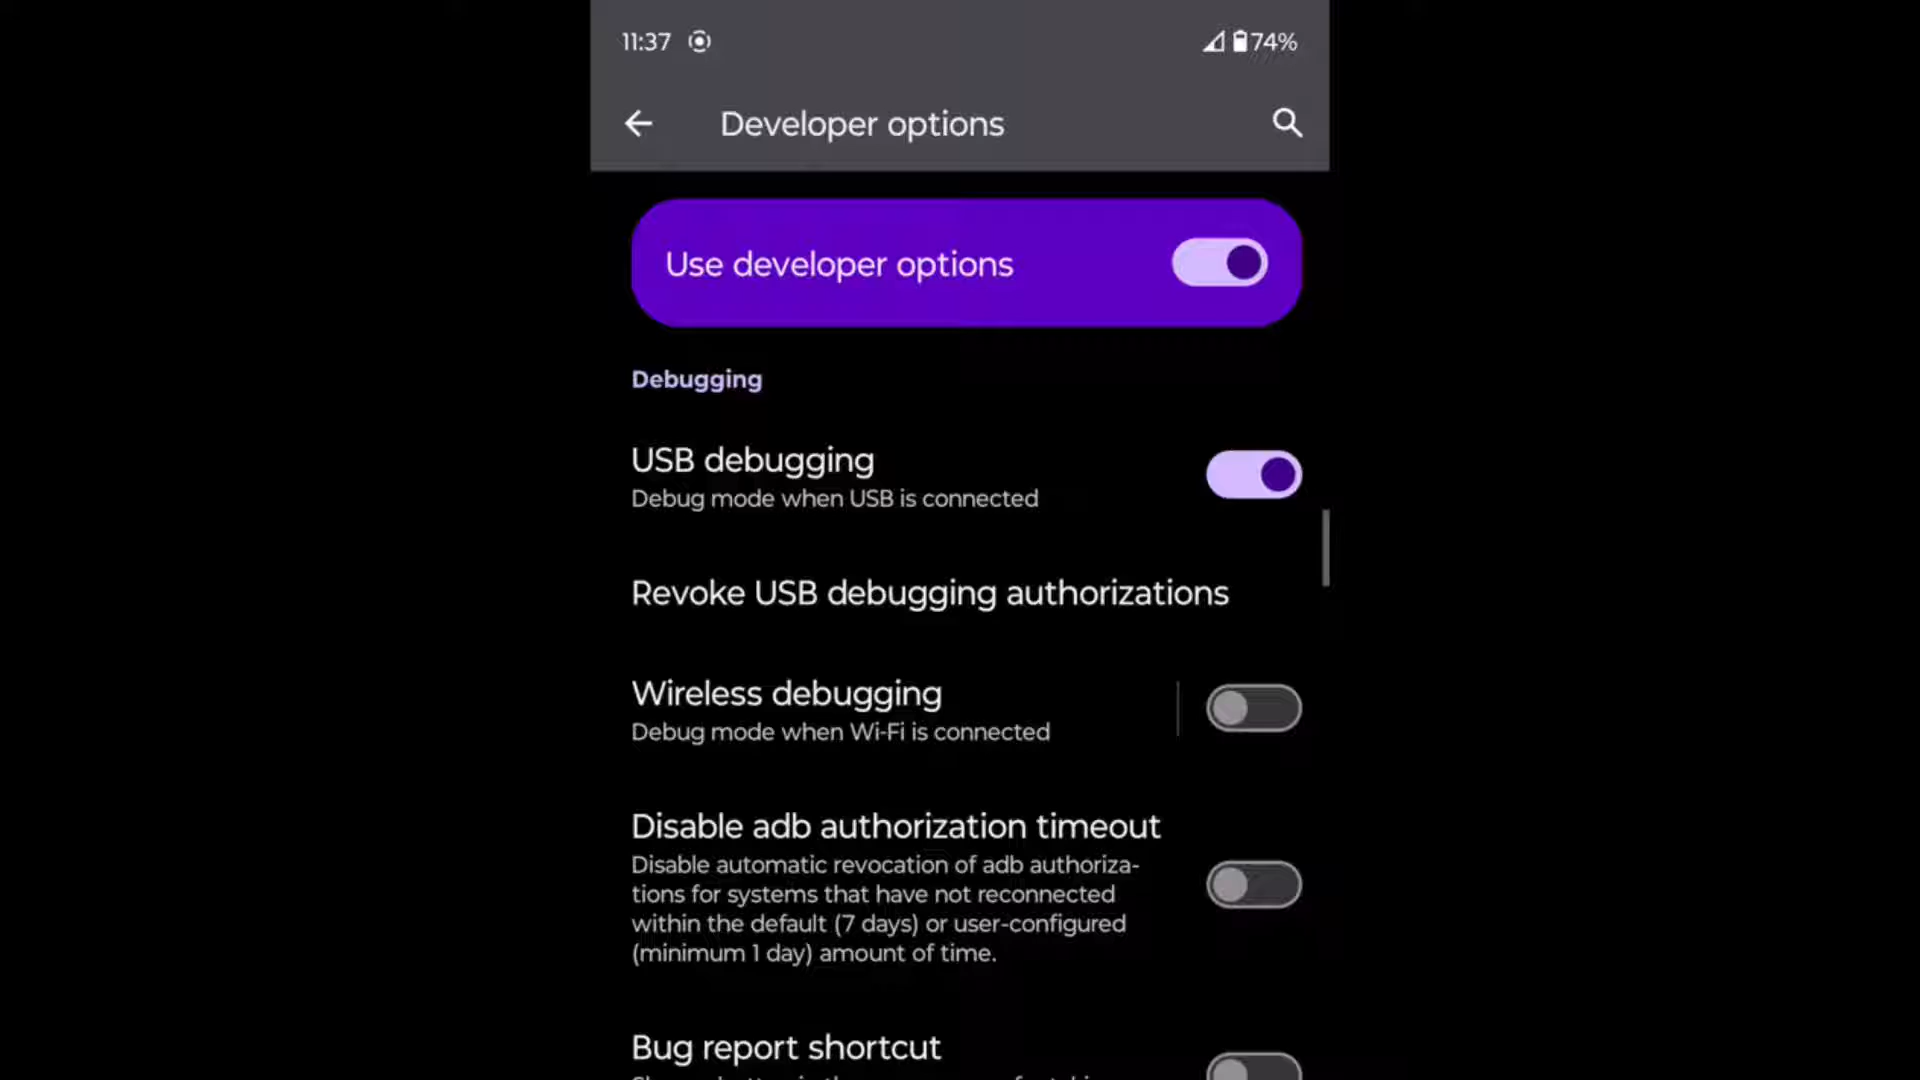 11:37 74%
Developer options
Use developer options
Debugging
USB debugging
Debug mode when USB is connected
Revoke USB debugging authorizations
Wireless debugging
Debug mode when Wi-Fi is connected
Disable adb authorization timeout
Disable automatic revocation of adb authoriza-
tions for systems that have not reconnected
within the default (7 days) or user-configured
(minimum 1 day) amount of time.
Bug report shortcut